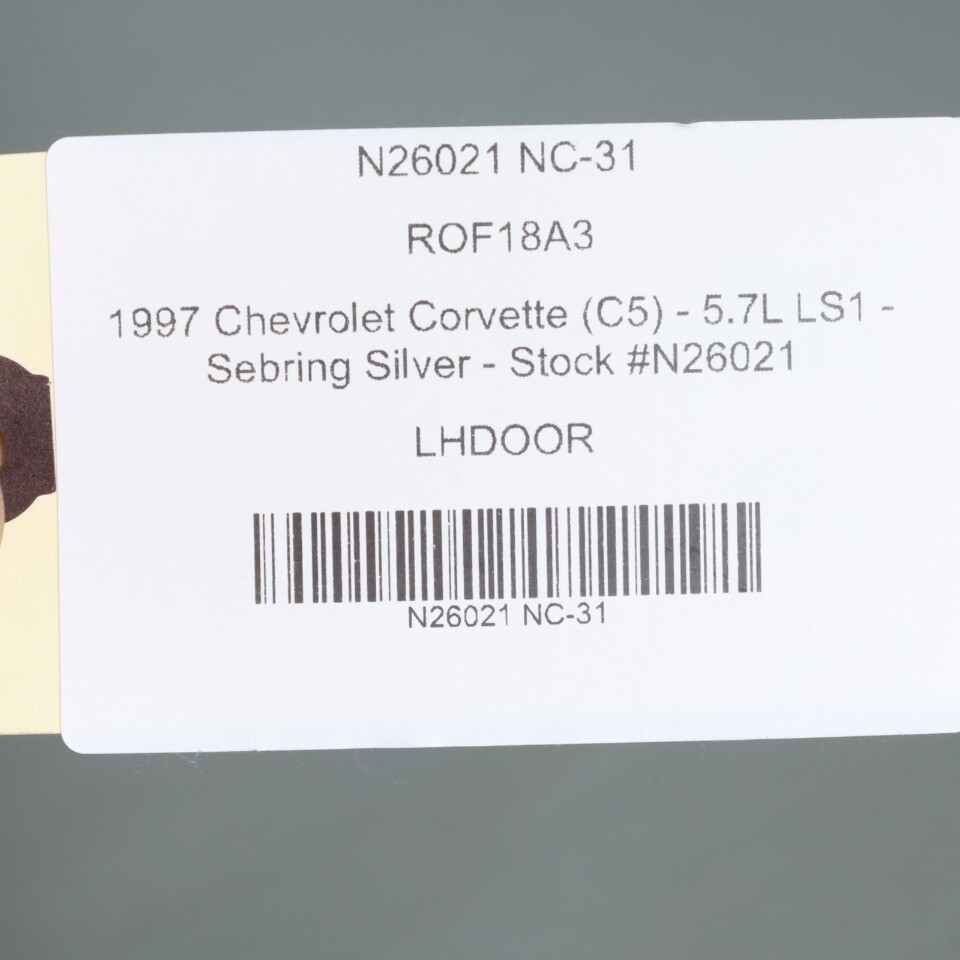 N26021 NC-31
ROF18A3
1997 Chevrolet Corvette (C5) - 5.7L LS1 -
Sebring Silver - Stock #N26021
LHDOOR
N26021 NC-31